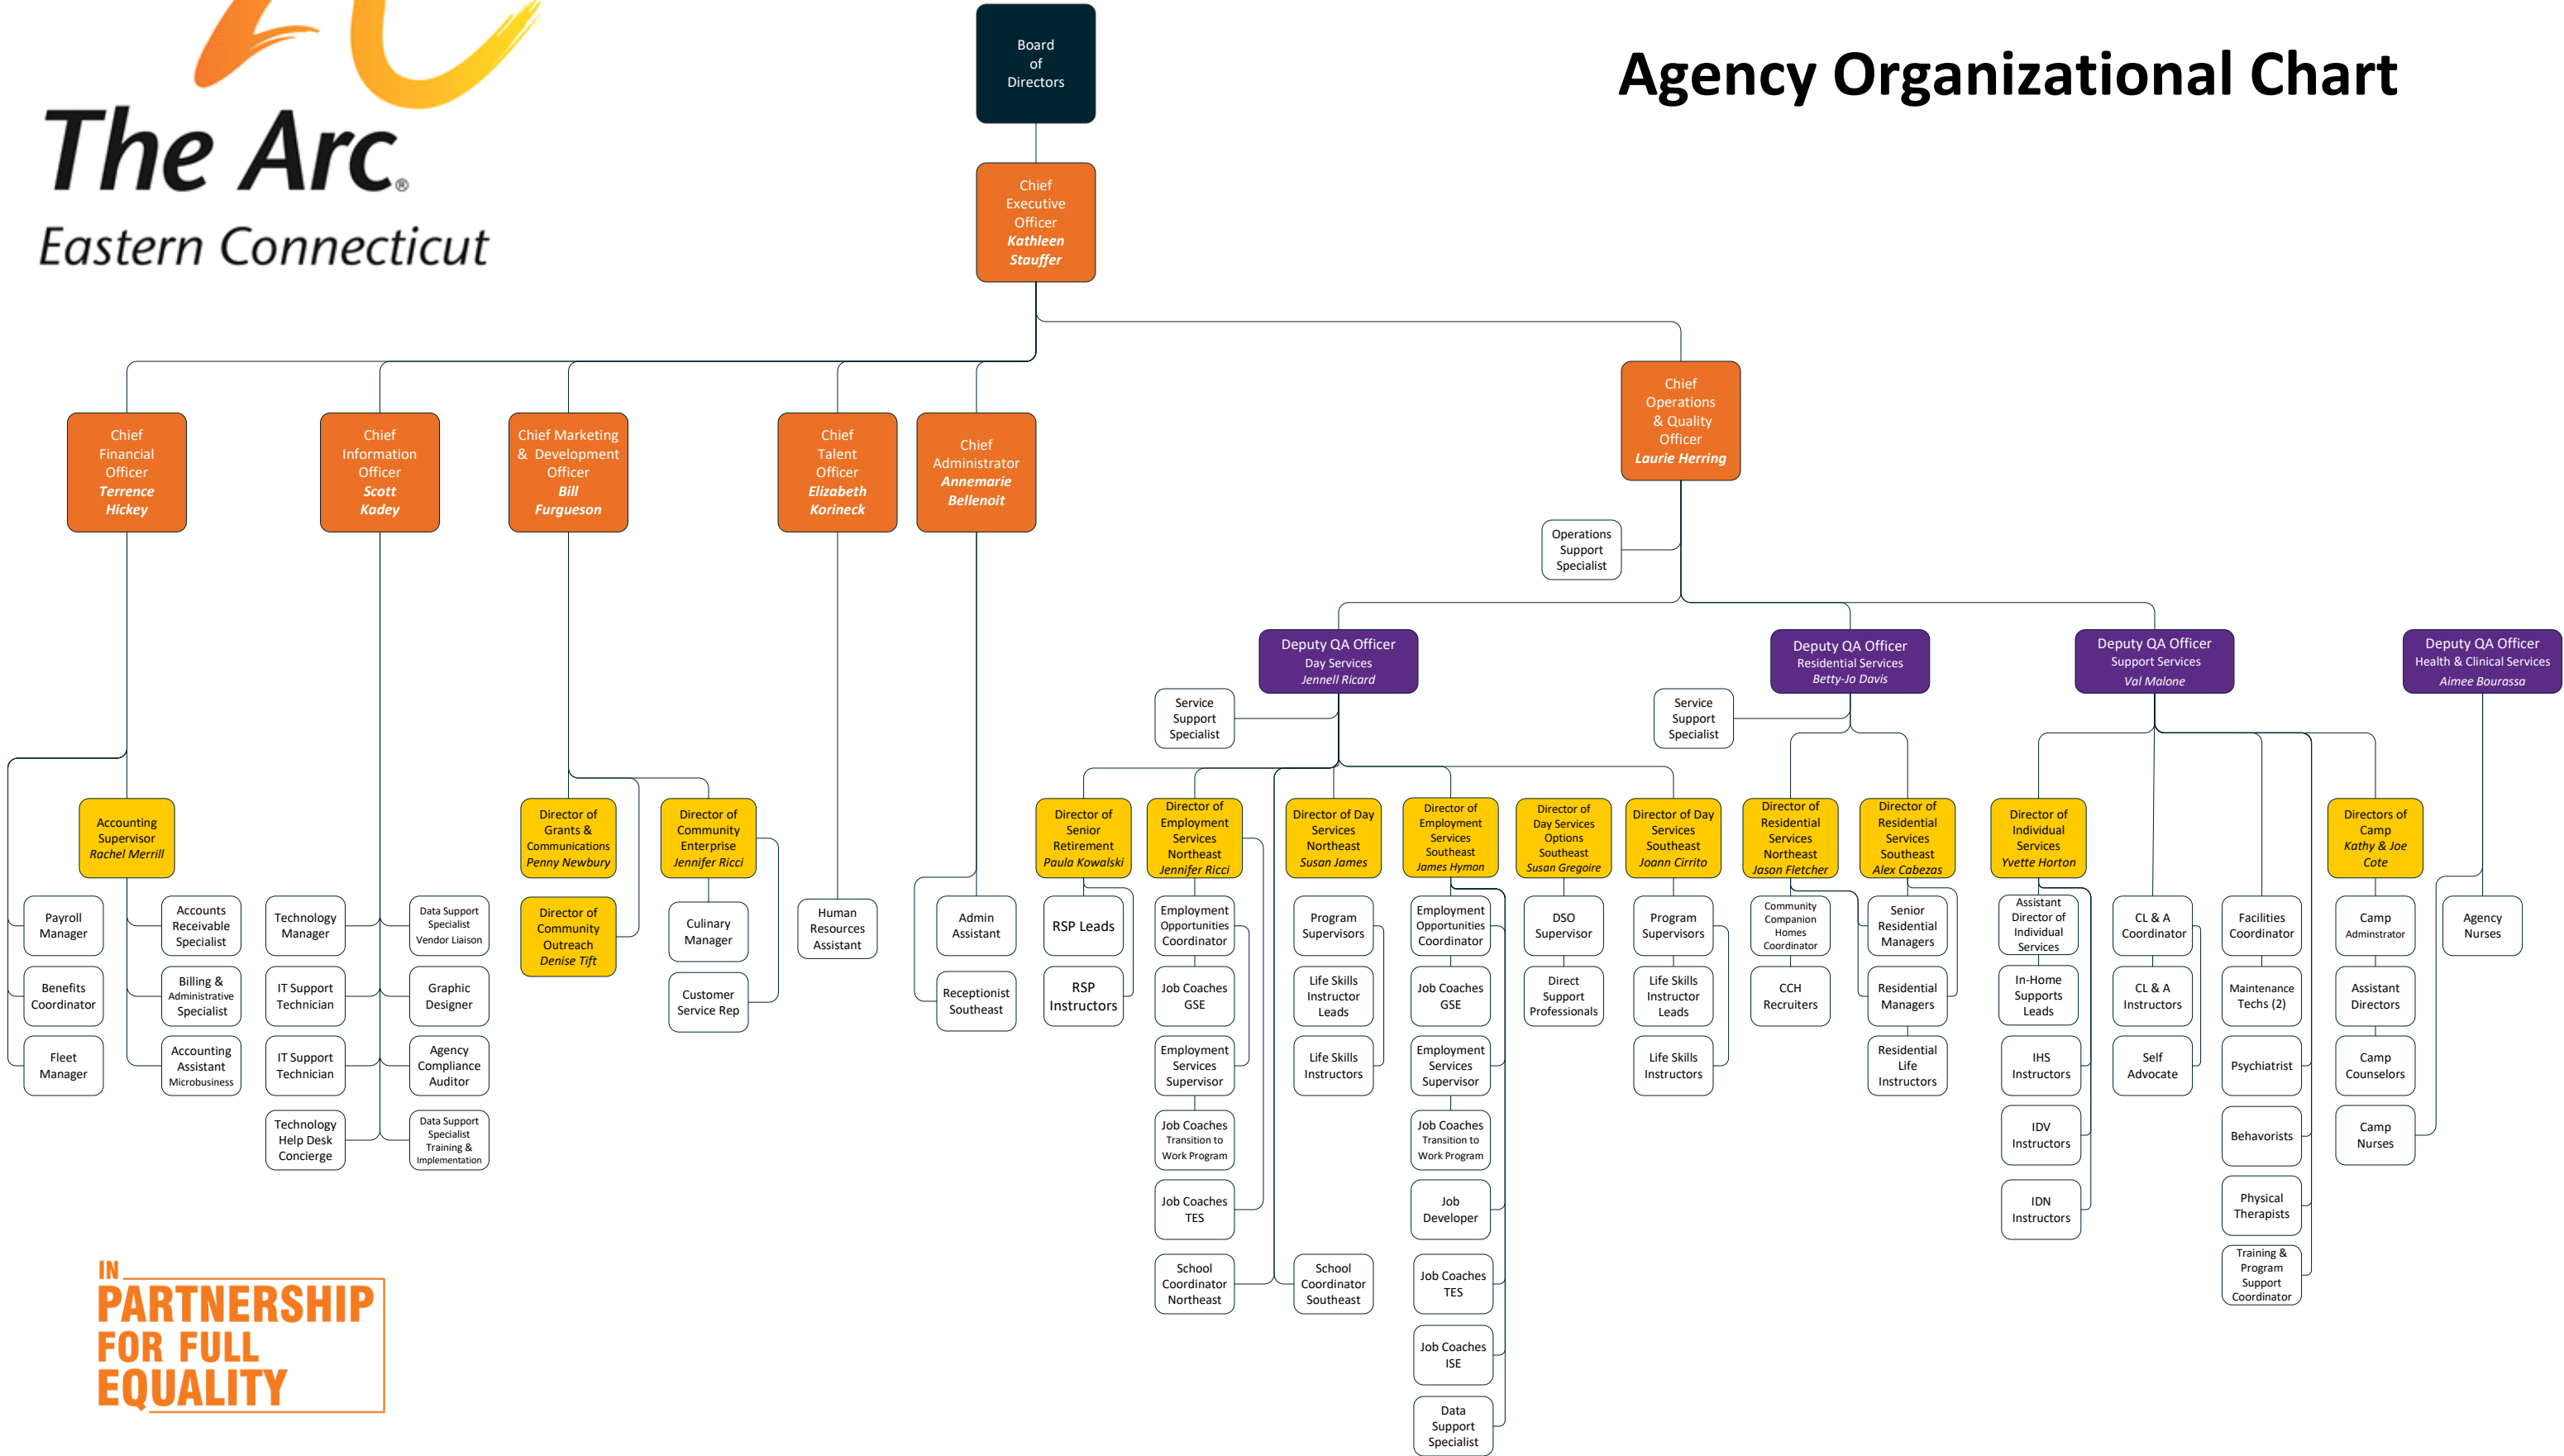 The Arc®
Eastern Connecticut
Agency Organizational Chart
Board
of
Directors
Chief
Executive
Officer
Kathleen
Stauffer
Chief
Financial
Officer
Terrence
Hickey
Chief
Information
Officer
Scott
Kadey
Chief Marketing
& Development
Officer
Bill
Furgueson
Chief
Talent
Officer
Elizabeth
Korineck
Chief
Administrator
Annemarie
Bellenoit
Chief
Operations
& Quality
Officer
Laurie Herring
Operations
Support
Specialist
Deputy QA Officer
Day Services
Jennell Ricard
Deputy QA Officer
Residential Services
Betty-Jo Davis
Deputy QA Officer
Support Services
Val Malone
Deputy QA Officer
Health & Clinical Services
Aimee Bourassa
Service
Support
Specialist
Service
Support
Specialist
Accounting
Supervisor
Rachel Merrill
Director of
Grants &
Communications
Penny Newbury
Director of
Community
Enterprise
Jennifer Ricci
Director of
Senior
Retirement
Paula Kowalski
Director of
Employment
Services
Northeast
Jennifer Ricci
Director of Day
Services
Northeast
Susan James
Director of
Employment
Services
Southeast
James Hymon
Director of
Day Services
Options
Southeast
Susan Gregoire
Director of Day
Services
Southeast
Joann Cirrito
Director of
Residential
Services
Northeast
Jason Fletcher
Director of
Residential
Services
Southeast
Alex Cabezas
Director of
Individual
Services
Yvette Horton
Directors of
Camp
Kathy & Joe
Cote
Payroll
Manager
Accounts
Receivable
Specialist
Technology
Manager
Data Support
Specialist
Vendor Liaison
Director of
Community
Outreach
Denise Tift
Culinary
Manager
Human
Resources
Assistant
Admin
Assistant
RSP Leads
Employment
Opportunities
Coordinator
Program
Supervisors
Employment
Opportunities
Coordinator
DSO
Supervisor
Program
Supervisors
Community
Companion
Homes
Coordinator
Senior
Residential
Managers
Assistant
Director of
Individual
Services
CL & A
Coordinator
Facilities
Coordinator
Camp
Adminstrator
Agency
Nurses
Benefits
Coordinator
Billing &
Administrative
Specialist
IT Support
Technician
Graphic
Designer
Customer
Service Rep
Receptionist
Southeast
RSP
Instructors
Job Coaches
GSE
Life Skills
Instructor
Leads
Job Coaches
GSE
Direct
Support
Professionals
Life Skills
Instructor
Leads
CCH
Recruiters
Residential
Managers
In-Home
Supports
Leads
CL & A
Instructors
Maintenance
Techs (2)
Assistant
Directors
Fleet
Manager
Accounting
Assistant
Microbusiness
IT Support
Technician
Agency
Compliance
Auditor
Employment
Services
Supervisor
Life Skills
Instructors
Employment
Services
Supervisor
Life Skills
Instructors
Residential
Life
Instructors
IHS
Instructors
Self
Advocate
Psychiatrist
Camp
Counselors
Technology
Help Desk
Concierge
Data Support
Specialist
Training &
Implementation
Job Coaches
Transition to
Work Program
Job Coaches
Transition to
Work Program
IDV
Instructors
Behavorists
Camp
Nurses
Job Coaches
TES
Job
Developer
IDN
Instructors
Physical
Therapists
School
Coordinator
Northeast
School
Coordinator
Southeast
Job Coaches
TES
Training &
Program
Support
Coordinator
Job Coaches
ISE
Data
Support
Specialist
IN
PARTNERSHIP
FOR FULL
EQUALITY